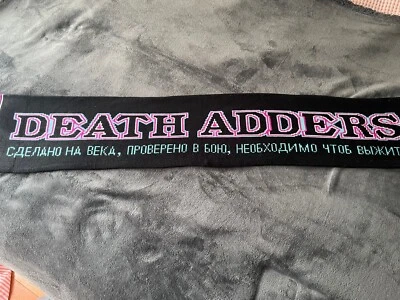 DEATH ADDERS
СДЕЛАНО НА ВЕКА, ПРОВЕРЕНО В БОЮ, НЕОБХОДИМО ЧТОБ ВЫЖИТ